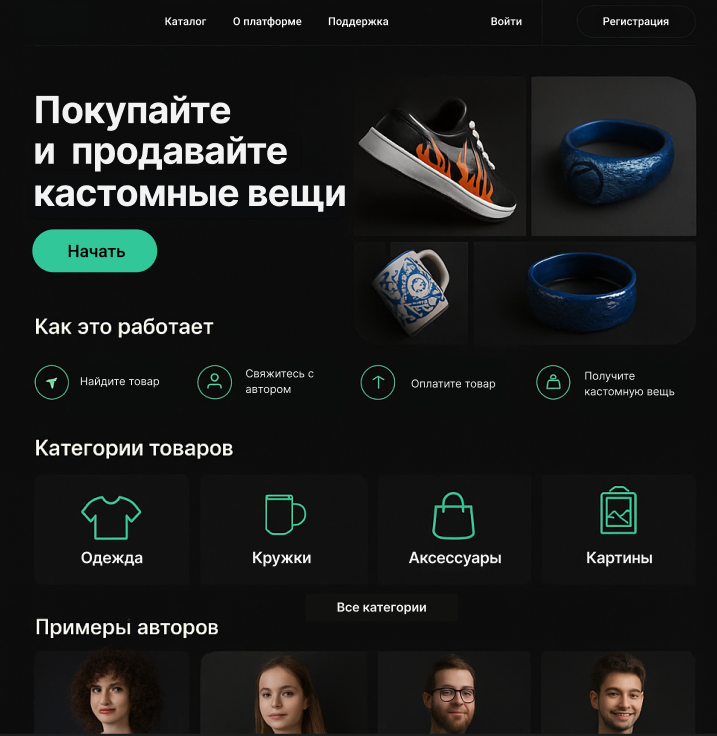 Каталог
О платформе
Поддержка
Войти
Регистрация
Покупайте
и продавайте
кастомные вещи
Начать
Как это работает
Найдите товар
Свяжитесь с
автором
Оплатите товар
Получите
кастомную вещь
Категории товаров
Одежда
Кружки
Аксессуары
Картины
Все категории
Примеры авторов